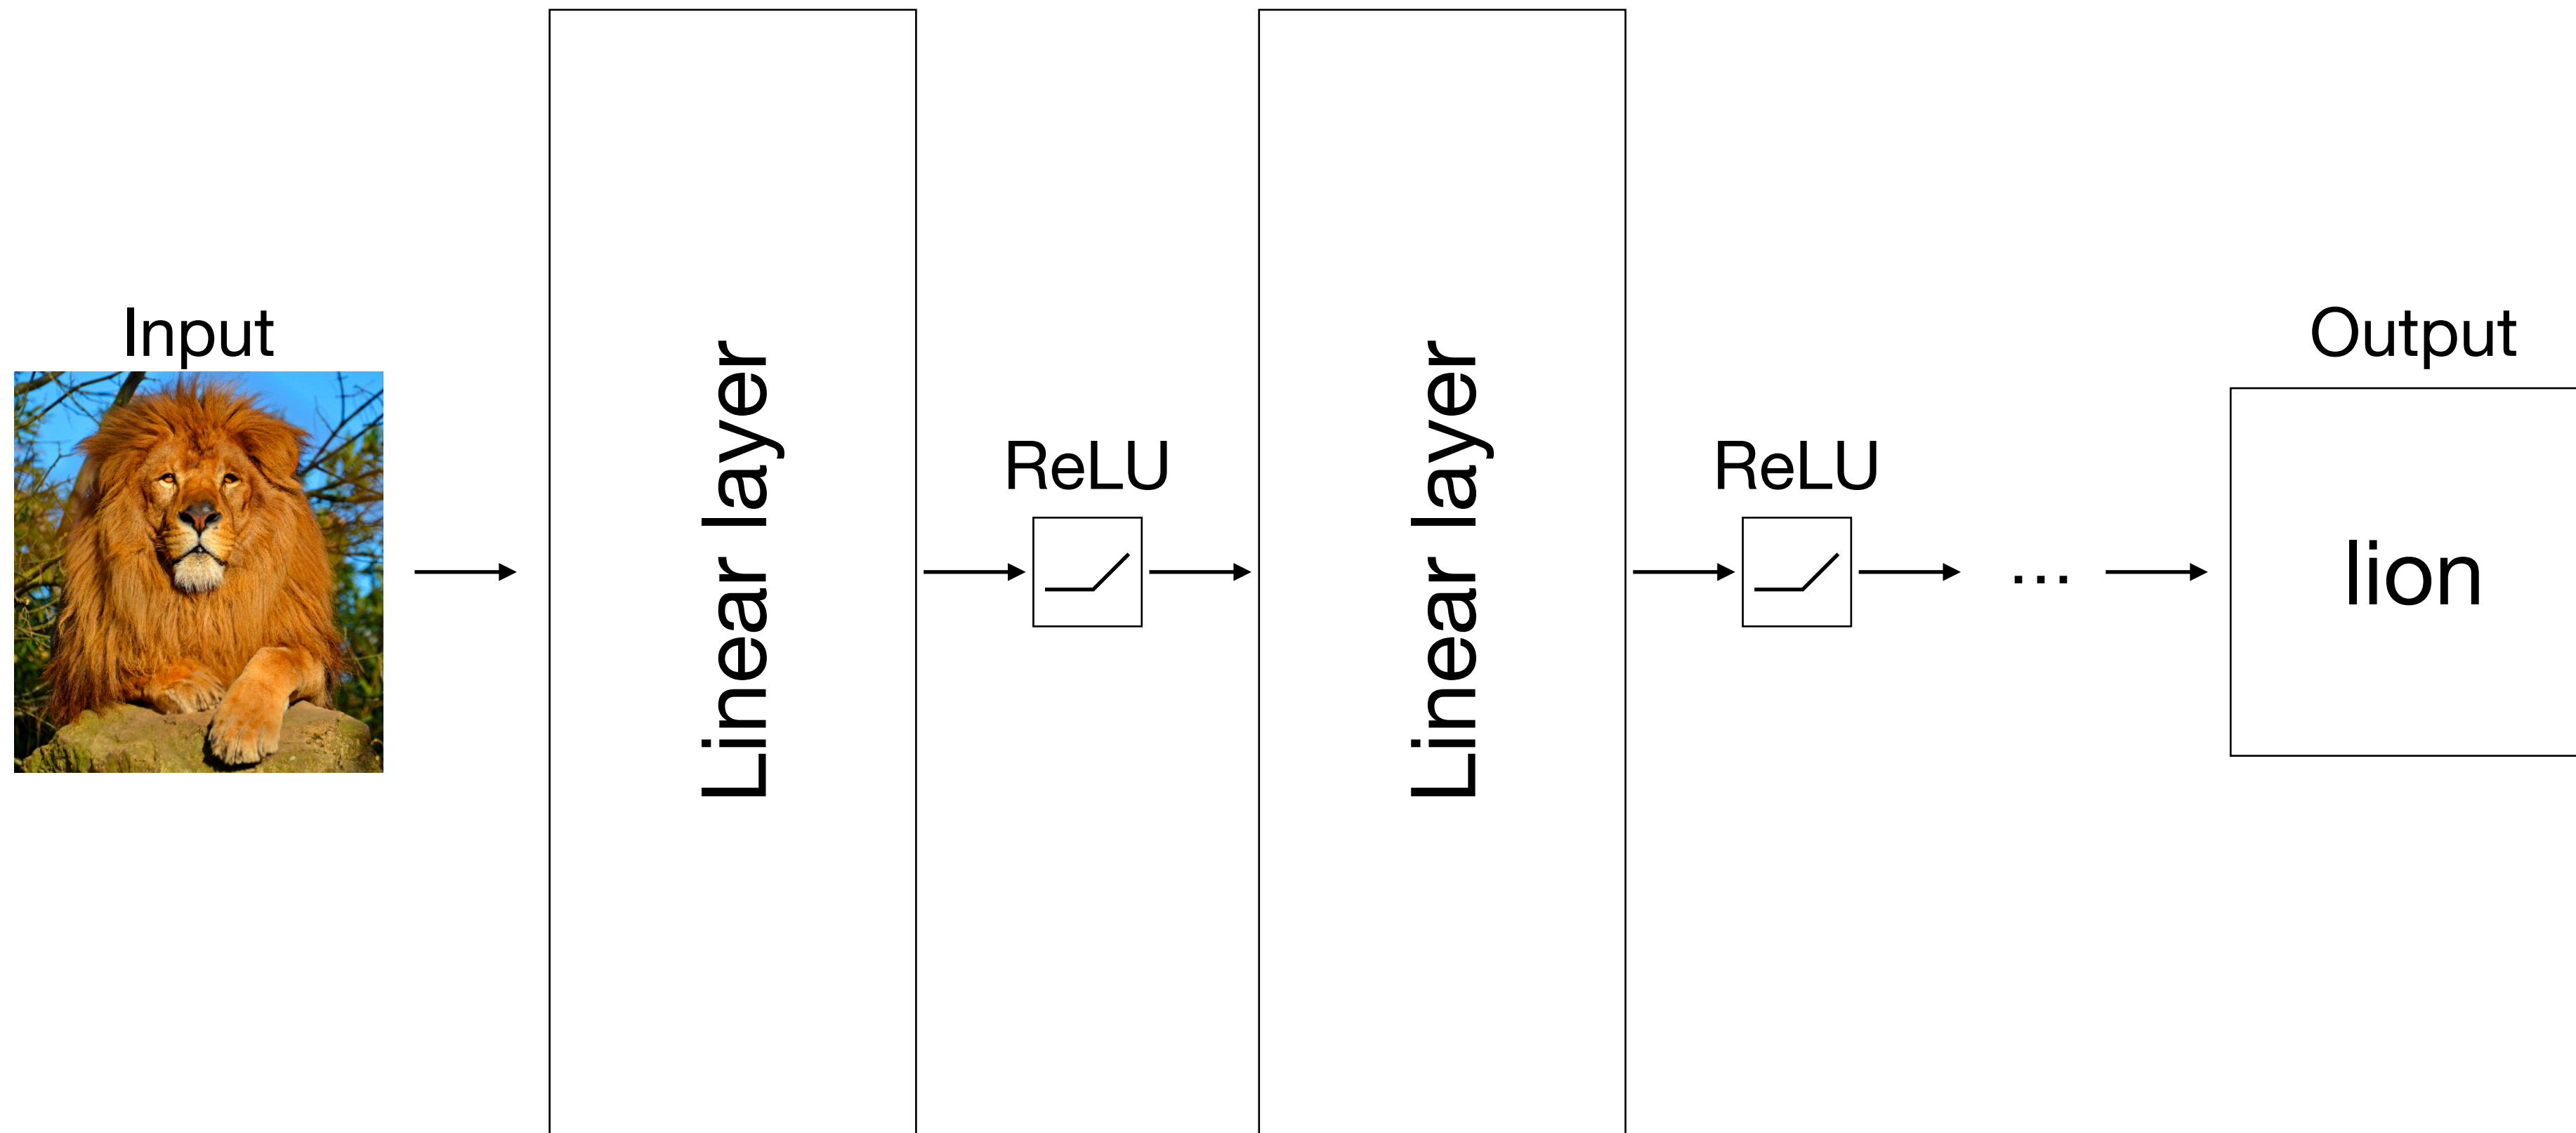 Input
Linear layer
ReLU
Linear layer
ReLU
...
Output
lion